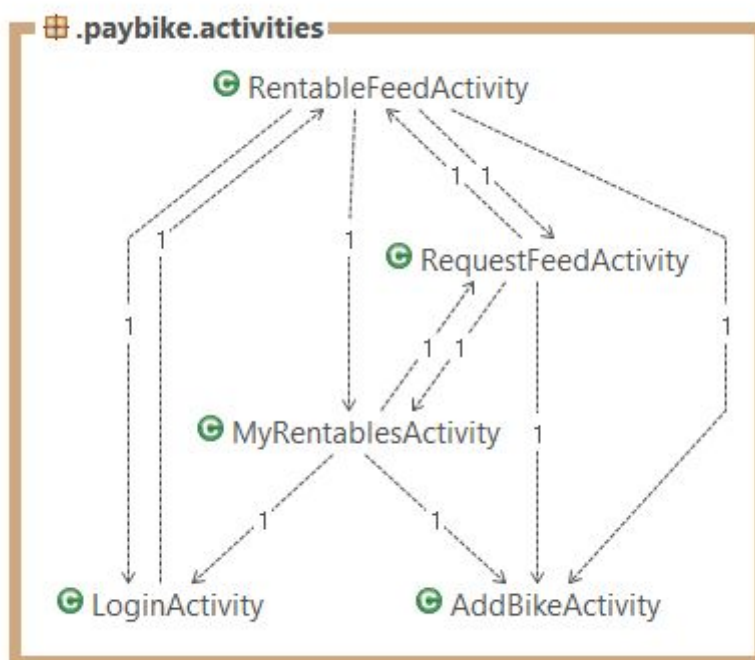 .paybike.activities
C RentableFeedActivity
1 1
1 1
C RequestFeedActivity
1 1
1 1
C MyRentablesActivity
1
1 1
C LoginActivity
C AddBikeActivity